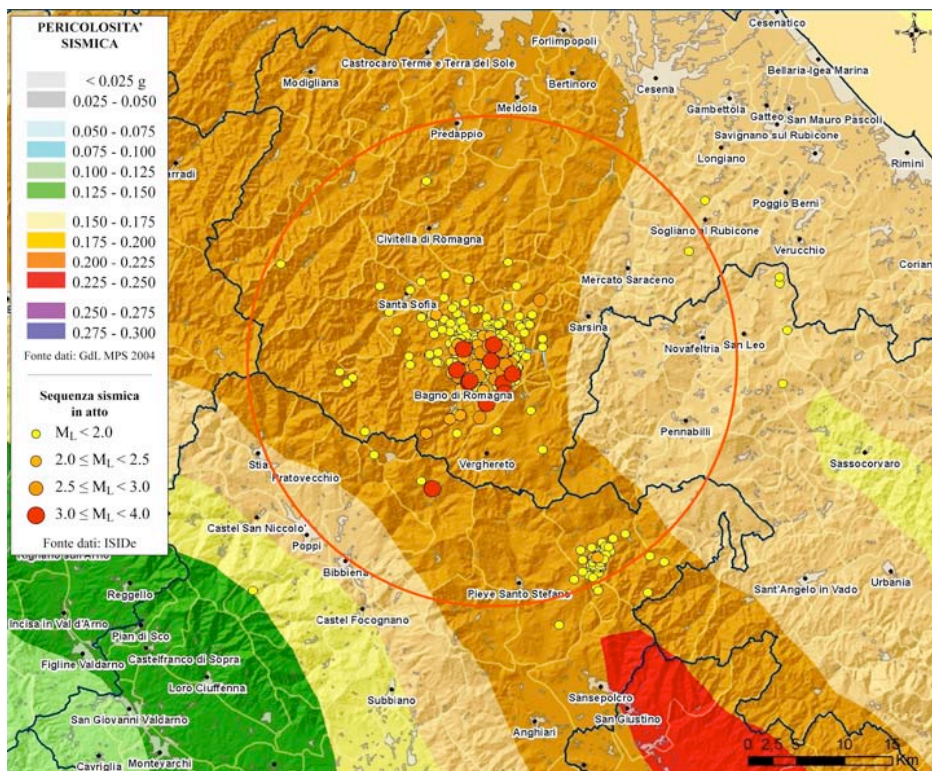 PERICOLOSITA'
SISMICA
< 0.025 g
0.025 - 0.050
0.050 - 0.075
0.075 - 0.100
0.100 - 0.125
0.125 - 0.150
0.150 - 0.175
0.175 - 0.200
0.200 - 0.225
0.225 - 0.250
0.250 - 0.275
0.275 - 0.300
Fonte dati: GdL MPS 2004
Sequenza sismica
in atto
ML < 2.0
2.0 ≤ ML < 2.5
2.5 ≤ ML < 3.0
3.0 ≤ ML < 4.0
Fonte dati: ISIDe
Cesenatico
Forlimpopoli
Castrocaro Terme e Terra del Sole
Bellaria-Igea Marina
Modigliana
Bertinoro
Cesena
Meldola
Gambettola
Gatteo
San Mauro Pascoli
Predappio
Savignano sul Rubicone
Longiano
Rimini
Poggio Berni
Civitella di Romagna
Sogliano al Rubicone
Verucchio
Corian
Mercato Saraceno
Santa Sofia
Sarsina
Novafeltria
San Leo
Bagno di Romagna
Pennabilli
Verghereto
Sassocorvaro
Stia
Pratovecchio
Castel San Niccolo'
Poppi
Bibbiena
Urbania
Reggello
Pieve Santo Stefano
Sant'Angelo in Vado
Incisa in Val d'Arno
Castel Focognano
Pian di Sco
Figline Valdarno
Castelfranco di Sopra
Loro Ciuffenna
Subbiano
Sansepolcro
San Giovanni Valdarno
San Giustino
Anghiari
Cavriglia
Montevarchi
0 2,5 5 10 15
Km